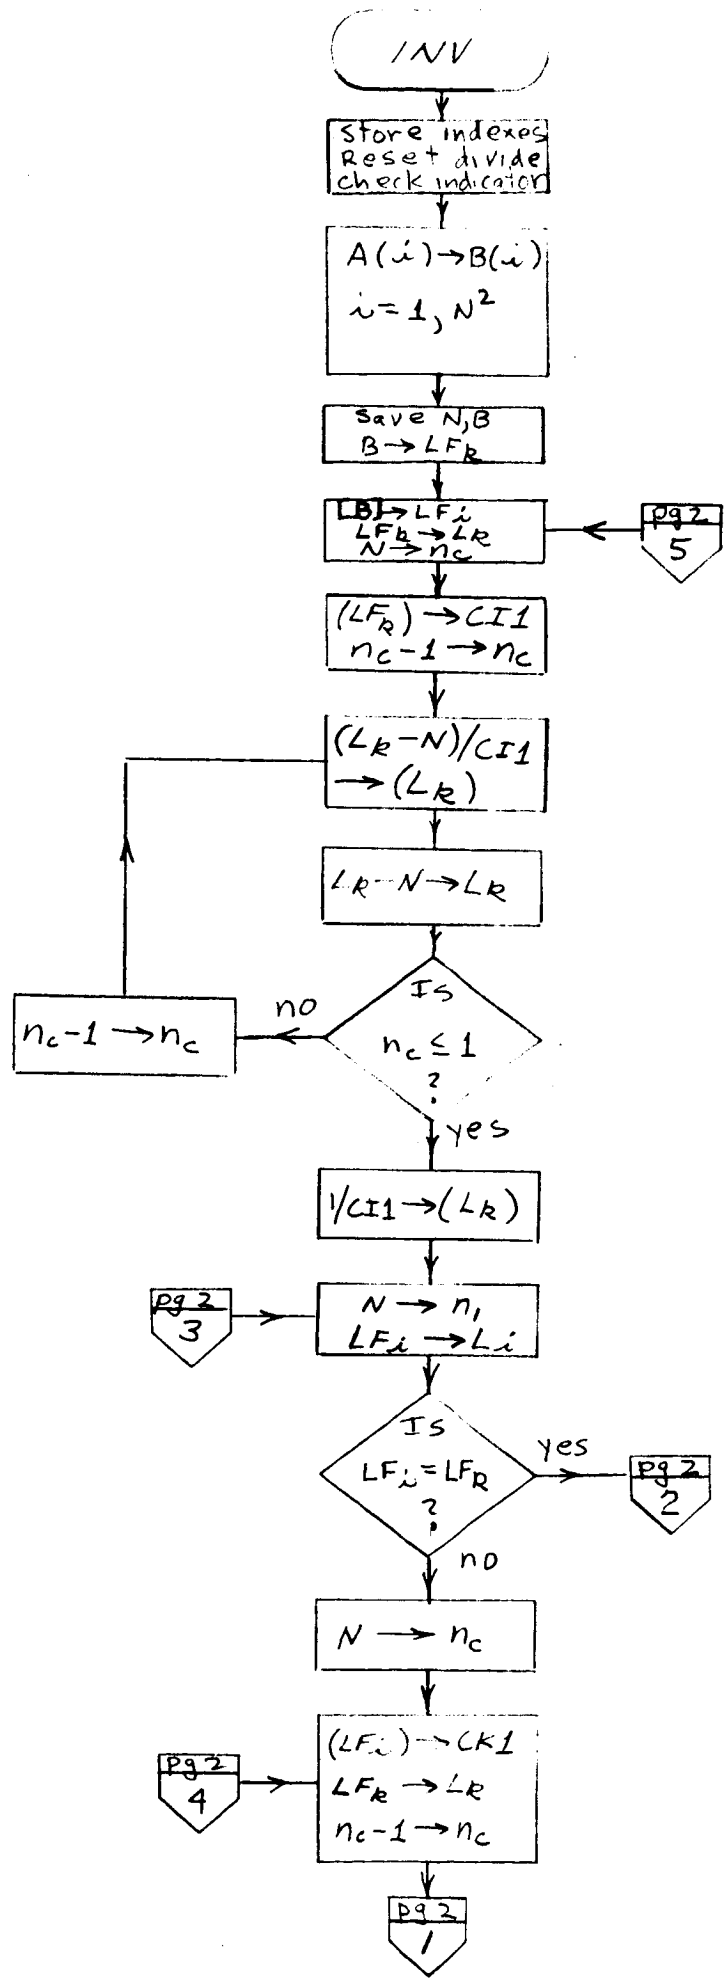 INV
Store indexes
Reset divide
check indicator
A(i)→B(i)
i=1, N²
Save N,B
B→LFk
[B]→LFi
LFk→Lk
N→nc
pg 2
5
(LFk)→CI1
nc-1→nc
(Lk-N)/CI1
→(Lk)
Lk-N→Lk
Is
nc≤1
?
no
nc-1→nc
yes
1/CI1→(Lk)
pg 2
3
N→n1
LFi→Li
Is
LFi=LFk
?
yes
pg 2
2
no
N→nc
pg 2
4
(LFi)→CK1
LFk→Lk
nc-1→nc
pg 2
1